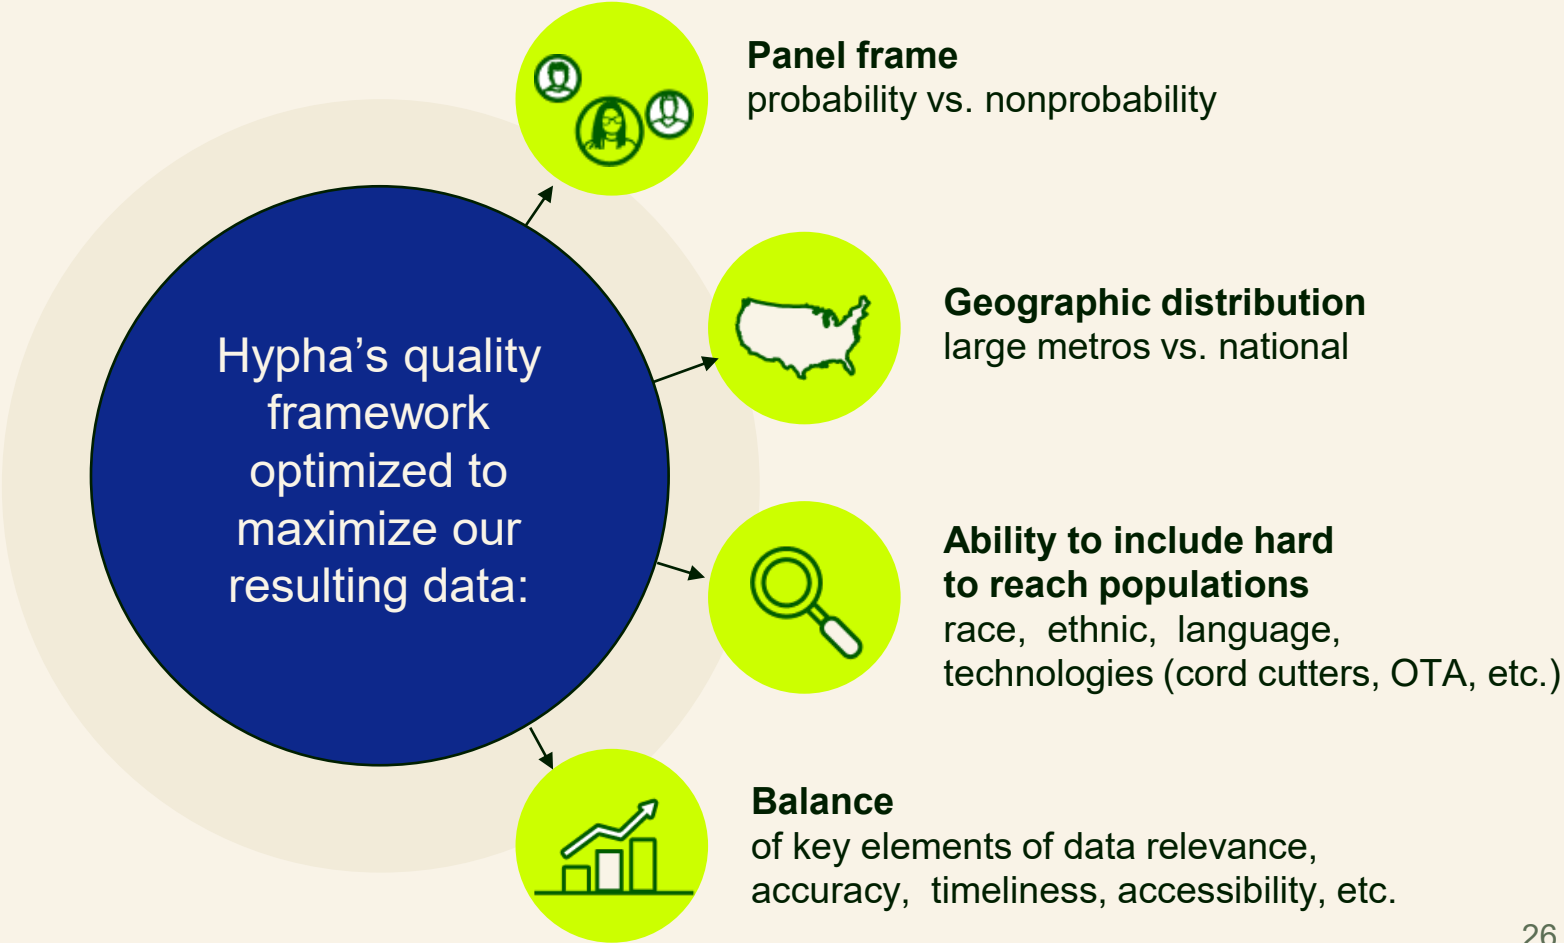 Panel frame
probability vs. nonprobability
Hypha’s quality
framework
optimized to
maximize our
resulting data:
Geographic distribution
large metros vs. national
Ability to include hard
to reach populations
race, ethnic, language,
technologies (cord cutters, OTA, etc.)
Balance
of key elements of data relevance,
accuracy, timeliness, accessibility, etc.
26